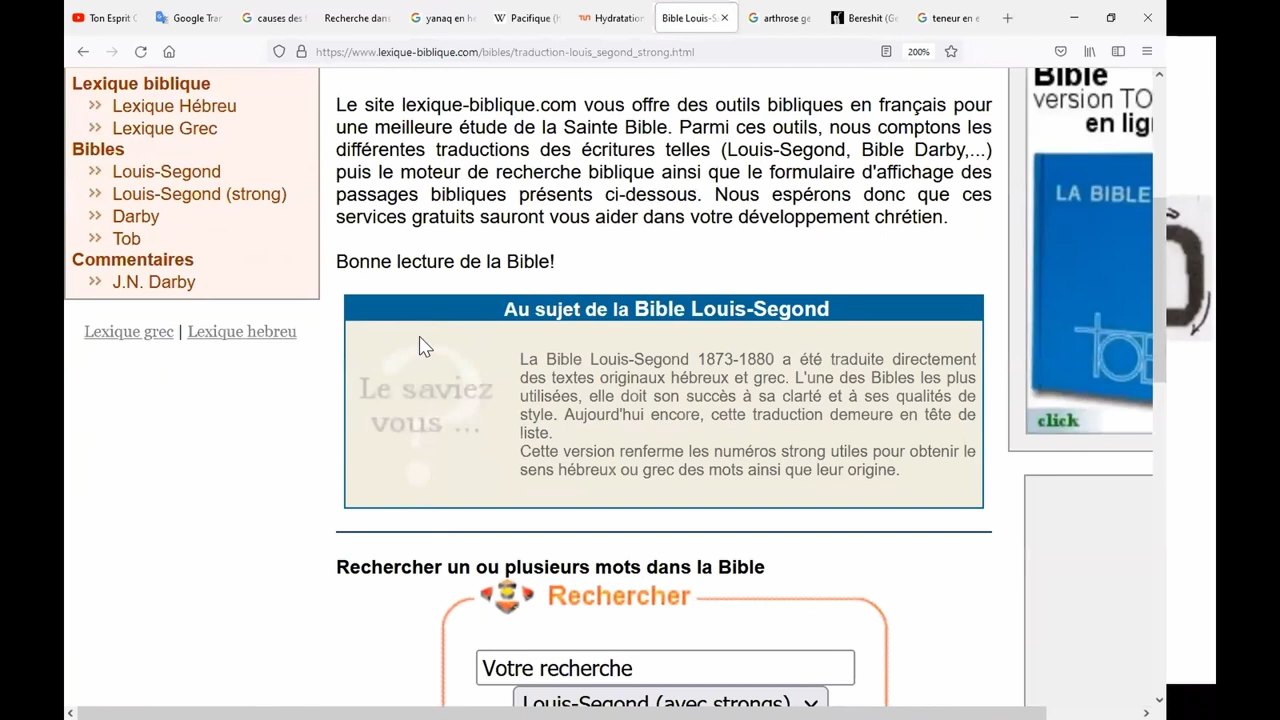 Ton Esprit
Google Tra
causes des
Recherche dan
yanaq en h
Pacifique (
Hydratation
Bible Louis-S
arthrose ge
Bereshit (Ge
teneur en e
https://www.lexique-biblique.com/bibles/traduction-louis_segond_strong.html
200%
Lexique biblique
Lexique Hébreu
Lexique Grec
Bibles
Louis-Segond
Louis-Segond (strong)
Darby
Tob
Commentaires
J.N. Darby
Lexique grec | Lexique hebreu
Le site lexique-biblique.com vous offre des outils bibliques en français pour
une meilleure étude de la Sainte Bible. Parmi ces outils, nous comptons les
différentes traductions des écritures telles (Louis-Segond, Bible Darby,...)
puis le moteur de recherche biblique ainsi que le formulaire d'affichage des
passages bibliques présents ci-dessous. Nous espérons donc que ces
services gratuits sauront vous aider dans votre développement chrétien.
Bonne lecture de la Bible!
Au sujet de la Bible Louis-Segond
Le saviez
vous ...
La Bible Louis-Segond 1873-1880 a été traduite directement
des textes originaux hébreux et grec. L'une des Bibles les plus
utilisées, elle doit son succès à sa clarté et à ses qualités de
style. Aujourd'hui encore, cette traduction demeure en tête de
liste.
Cette version renferme les numéros strong utiles pour obtenir le
sens hébreux ou grec des mots ainsi que leur origine.
Rechercher un ou plusieurs mots dans la Bible
Rechercher
Votre recherche
Louis-Segond (avec strongs)
Bible
version TO
en lig
LA BIBLE
TOB
click